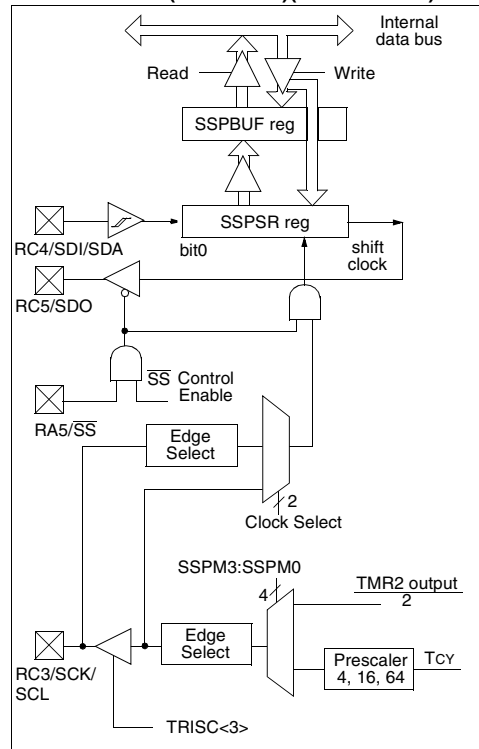 Internal
data bus
Read
Write
SSPBUF reg
SSPSR reg
RC4/SDI/SDA
bit0
shift
clock
RC5/SDO
SS Control
Enable
RA5/SS
Edge
Select
2
Clock Select
SSPM3:SSPM0
4
TMR2 output
2
Edge
Select
Prescaler
4, 16, 64
TCY
RC3/SCK/
SCL
TRISC<3>